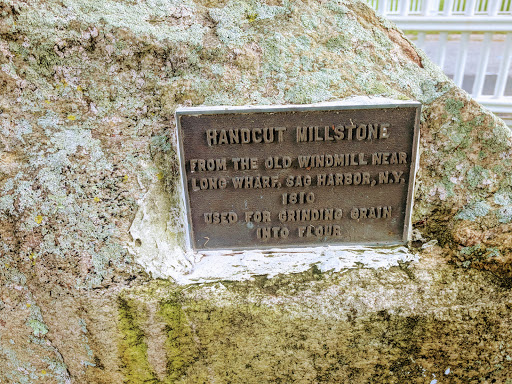 HANDCUT MILLSTONE
FROM THE OLD WINDMILL NEAR
LONG WHARF, SAG HARBOR, N.Y.
1810
USED FOR GRINDING GRAIN
INTO FLOUR